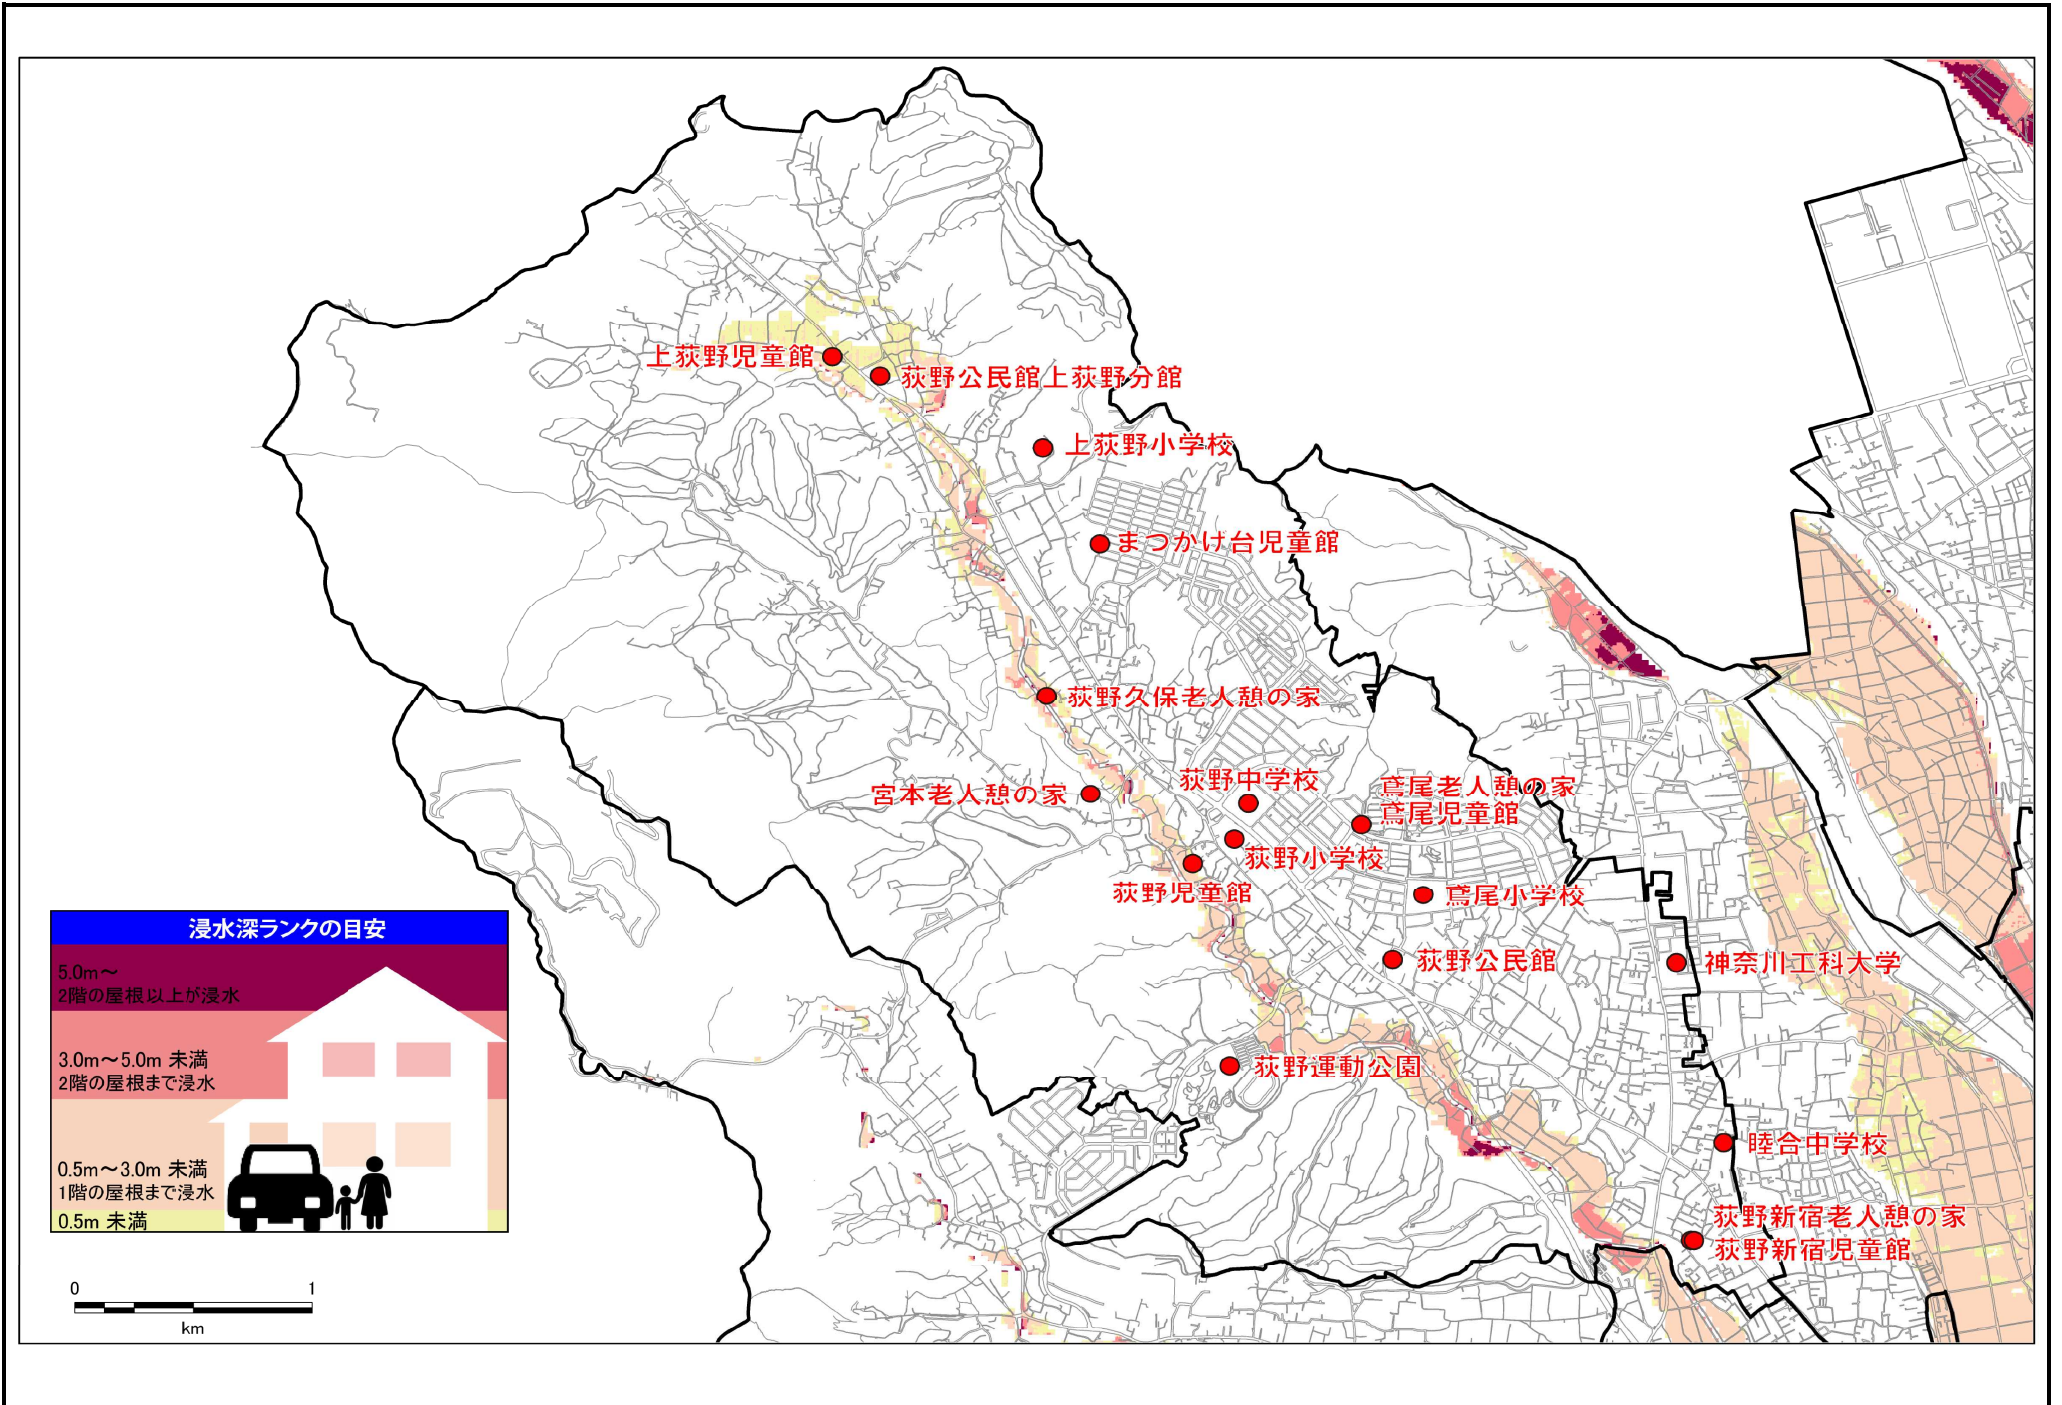 上荻野児童館
荻野公民館上荻野分館
上荻野小学校
まつかげ台児童館
荻野久保老人憩の家
宮本老人憩の家
荻野中学校
鳶尾老人憩の家
鳶尾児童館
荻野小学校
荻野児童館
鳶尾小学校
荻野公民館
神奈川工科大学
荻野運動公園
睦合中学校
荻野新宿老人憩の家
荻野新宿児童館
浸水深ランクの目安
5.0m～
2階の屋根以上が浸水
3.0m～5.0m 未満
2階の屋根まで浸水
0.5m～3.0m 未満
1階の屋根まで浸水
0.5m 未満
0 1
km